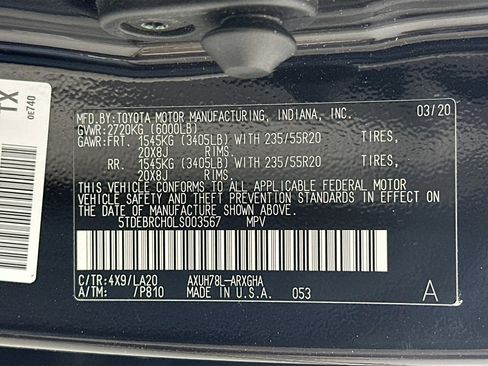 MFD.BY:TOYOTA MOTOR MANUFACTURING, INDIANA, INC. 03/20
GVWR:2720KG (6000LB)
GAWR:FRT. 1545KG (3405LB) WITH 235/55R20 TIRES,
20X8J RIMS.
RR. 1545KG (3405LB) WITH 235/55R20 TIRES,
20X8J RIMS.
THIS VEHICLE CONFORMS TO ALL APPLICABLE FEDERAL MOTOR
VEHICLE SAFETY AND THEFT PREVENTION STANDARDS IN EFFECT ON
THE DATE OF MANUFACTURE SHOWN ABOVE.
5TDEBRCH0LS003567 MPV
C/TR:4X9/LA20 AXUH78L-ARXGHA
A/TM: /P810 MADE IN U.S.A. 053 A
TX
0E740